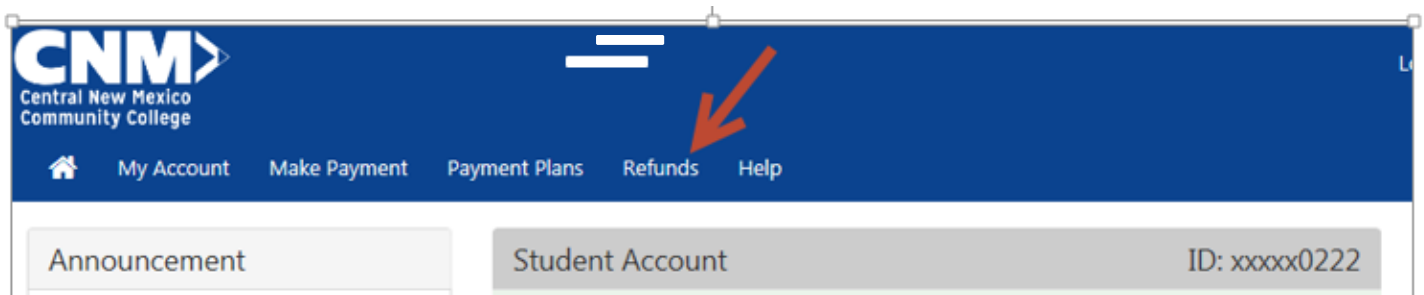 CNM
Central New Mexico
Community College
My Account Make Payment Payment Plans Refunds Help
Announcement
Student Account ID: xxxxx0222